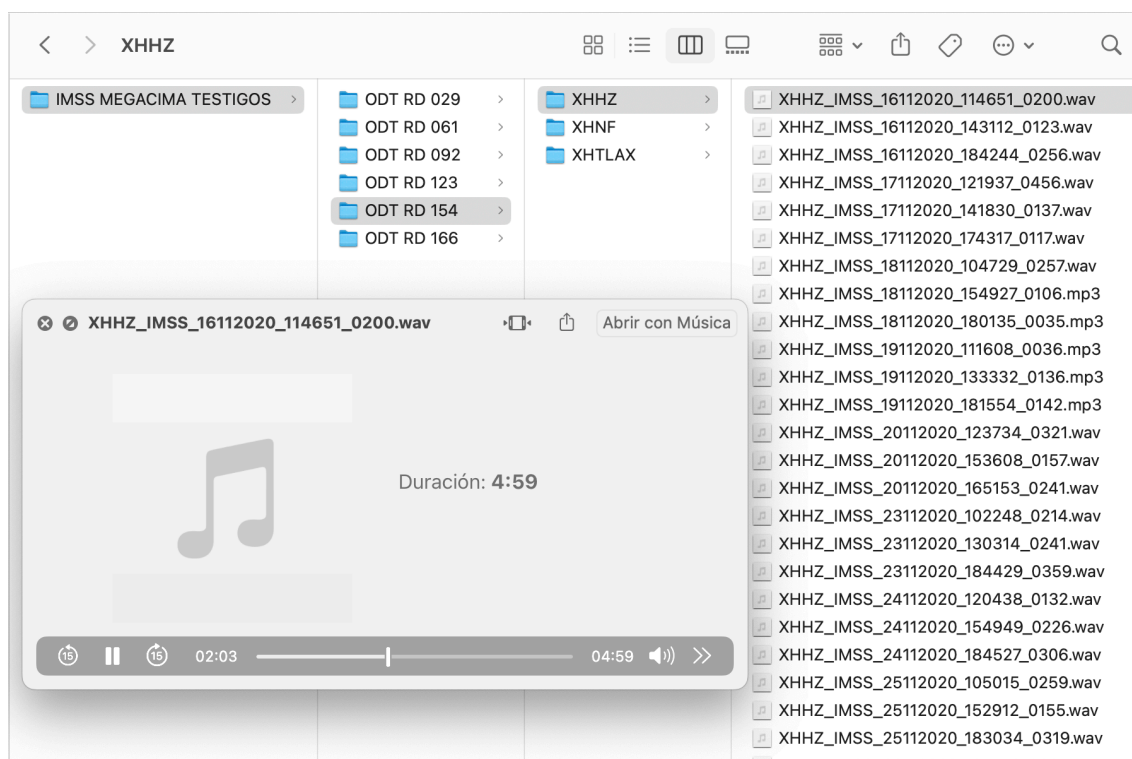 XHHZ
IMSS MEGACIMA TESTIGOS
ODT RD 029
ODT RD 061
ODT RD 092
ODT RD 123
ODT RD 154
ODT RD 166
XHHZ
XHNF
XHTLAX
XHHZ_IMSS_16112020_114651_0200.wav
XHHZ_IMSS_16112020_143112_0123.wav
XHHZ_IMSS_16112020_184244_0256.wav
XHHZ_IMSS_17112020_121937_0456.wav
XHHZ_IMSS_17112020_141830_0137.wav
XHHZ_IMSS_17112020_174317_0117.wav
XHHZ_IMSS_18112020_104729_0257.wav
XHHZ_IMSS_18112020_154927_0106.mp3
XHHZ_IMSS_18112020_180135_0035.mp3
XHHZ_IMSS_19112020_111608_0036.mp3
XHHZ_IMSS_19112020_133332_0136.mp3
XHHZ_IMSS_19112020_181554_0142.mp3
XHHZ_IMSS_20112020_123734_0321.wav
XHHZ_IMSS_20112020_153608_0157.wav
XHHZ_IMSS_20112020_165153_0241.wav
XHHZ_IMSS_23112020_102248_0214.wav
XHHZ_IMSS_23112020_130314_0241.wav
XHHZ_IMSS_23112020_184429_0359.wav
XHHZ_IMSS_24112020_120438_0132.wav
XHHZ_IMSS_24112020_154949_0226.wav
XHHZ_IMSS_24112020_184527_0306.wav
XHHZ_IMSS_25112020_105015_0259.wav
XHHZ_IMSS_25112020_152912_0155.wav
XHHZ_IMSS_25112020_183034_0319.wav
XHHZ_IMSS_16112020_114651_0200.wav
Abrir con Música
Duración: 4:59
15
15
02:03
04:59